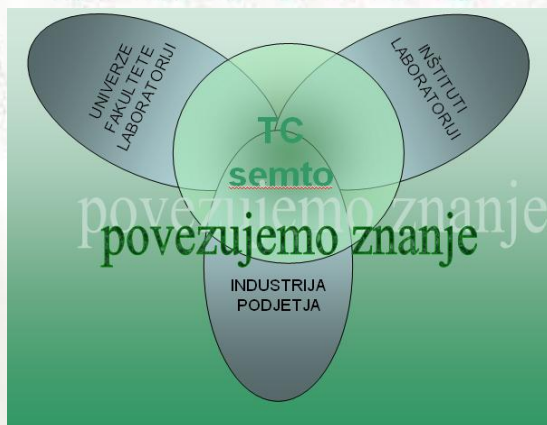 UNIVERZE
FAKULTETE
LABORATORIJI
INŠTITUTI
LABORATORIJI
TC
semto
povezujemo znanje
povezujemo znanje
INDUSTRIJA
PODJETJA